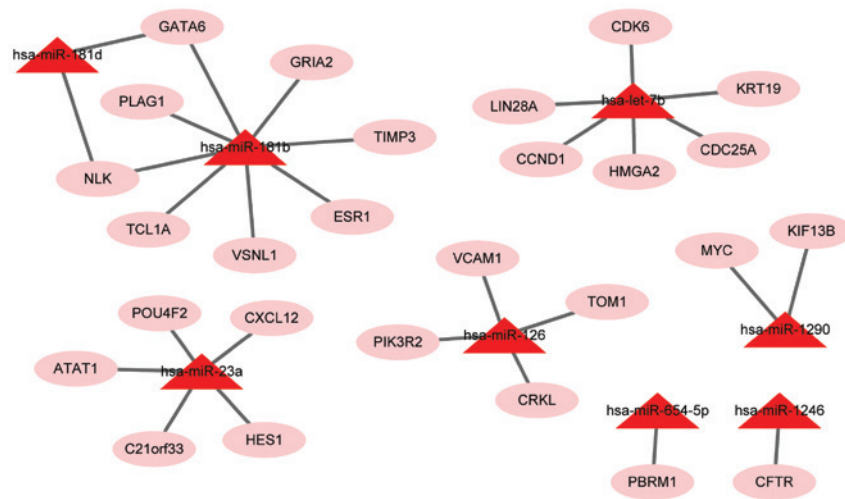 GATA6
hsa-miR-181d
GRIA2
PLAG1
TIMP3
hsa-miR-181b
NLK
ESR1
TCL1A
VSNL1
CDK6
KRT19
hsa-let-7b
LIN28A
CCND1
CDC25A
HMGA2
POU4F2
CXCL12
ATAT1
hsa-miR-23a
C21orf33
HES1
VCAM1
TOM1
PIK3R2
hsa-miR-126
CRKL
KIF13B
MYC
hsa-miR-1290
hsa-miR-654-5p
hsa-miR-1246
PBRM1
CFTR